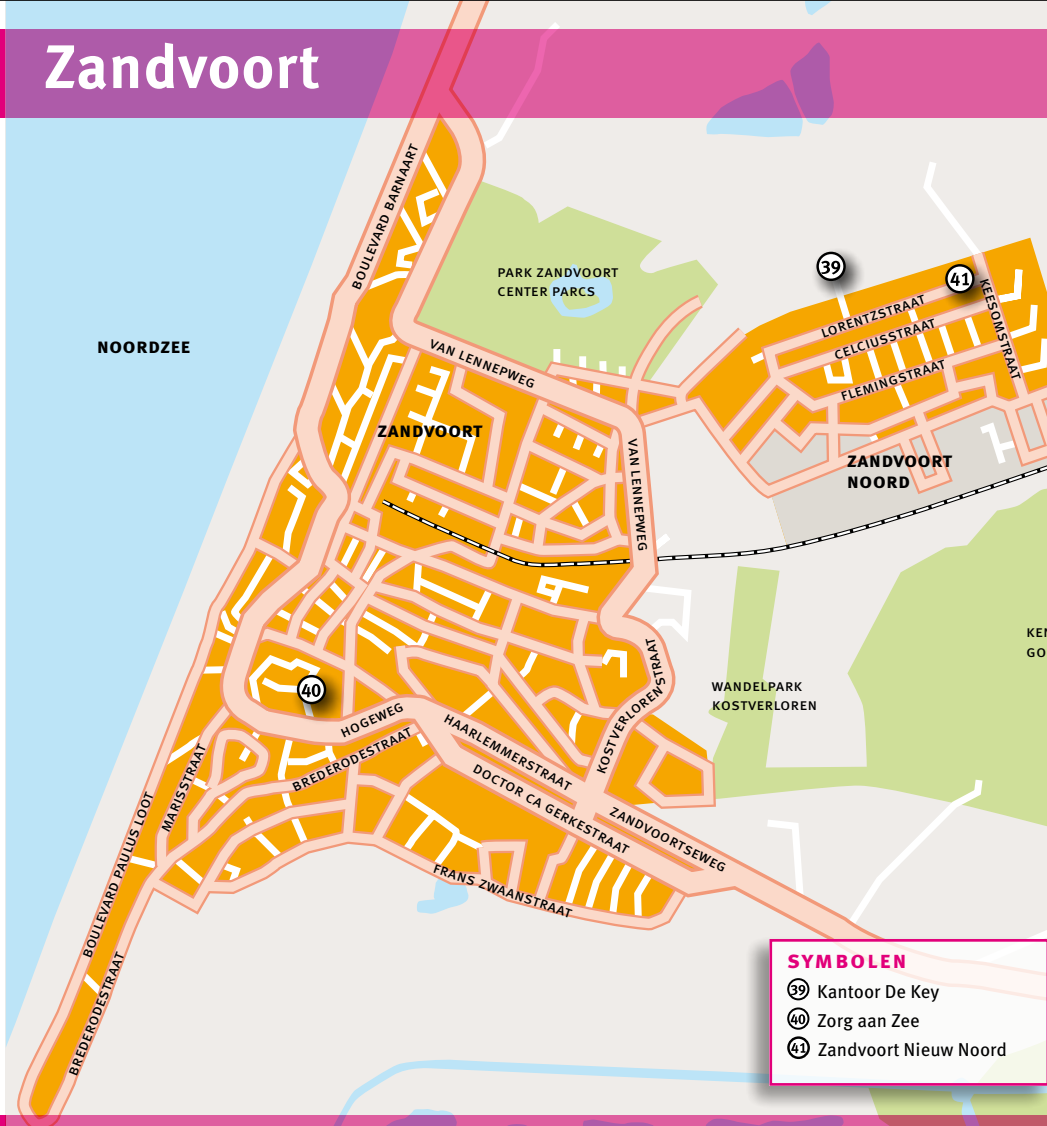 Zandvoort
BOULEVARD BARNAART
PARK ZANDVOORT
CENTER PARCS
39
41
KEESOMSTRAAT
LORENTZSTRAAT
CELCIUSSTRAAT
FLEMINGSTRAAT
NOORDZEE
VAN LENNEPWEG
ZANDVOORT
VAN LENNEPWEG
ZANDVOORT
NOORD
KEN
GO
WANDELPARK
KOSTVERLOREN
KOSTVERLORENSTRAAT
40
HOGEWEG
HAARLEMMERSTRAAT
BREDERODESTRAAT
MARISSTRAAT
DOCTOR CA GERKESTRAAT
ZANDVOORTSEWEG
BOULEVARD PAULUS LOOT
FRANS ZWAANSTRAAT
BREDERODESTRAAT
SYMBOLEN
39 Kantoor De Key
40 Zorg aan Zee
41 Zandvoort Nieuw Noord